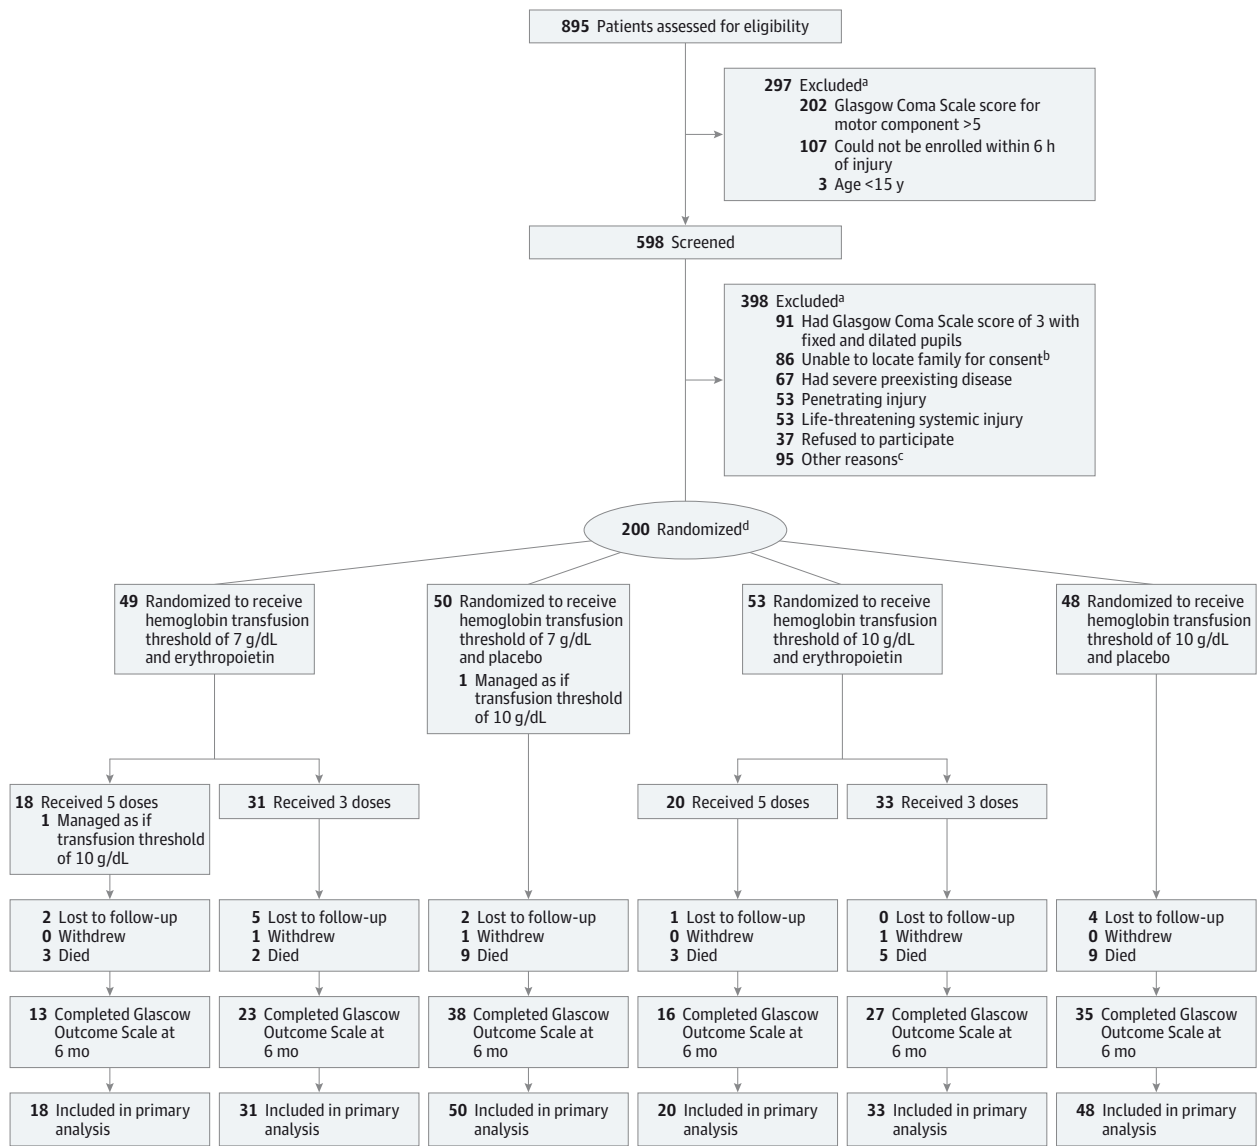 895 Patients assessed for eligibility
297 Excludedᵃ
202 Glasgow Coma Scale score for
motor component >5
107 Could not be enrolled within 6 h
of injury
3 Age <15 y
598 Screened
398 Excludedᵃ
91 Had Glasgow Coma Scale score of 3 with
fixed and dilated pupils
86 Unable to locate family for consentᵇ
67 Had severe preexisting disease
53 Penetrating injury
53 Life-threatening systemic injury
37 Refused to participate
95 Other reasonsᶜ
200 Randomizedᵈ
49 Randomized to receive
hemoglobin transfusion
threshold of 7 g/dL
and erythropoietin
50 Randomized to receive
hemoglobin transfusion
threshold of 7 g/dL
and placebo
1 Managed as if
transfusion threshold
of 10 g/dL
53 Randomized to receive
hemoglobin transfusion
threshold of 10 g/dL
and erythropoietin
48 Randomized to receive
hemoglobin transfusion
threshold of 10 g/dL
and placebo
18 Received 5 doses
1 Managed as if
transfusion threshold
of 10 g/dL
31 Received 3 doses
20 Received 5 doses
33 Received 3 doses
2 Lost to follow-up
0 Withdrew
3 Died
5 Lost to follow-up
1 Withdrew
2 Died
2 Lost to follow-up
1 Withdrew
9 Died
1 Lost to follow-up
0 Withdrew
3 Died
0 Lost to follow-up
1 Withdrew
5 Died
4 Lost to follow-up
0 Withdrew
9 Died
13 Completed Glascow
Outcome Scale at
6 mo
23 Completed Glascow
Outcome Scale at
6 mo
38 Completed Glascow
Outcome Scale at
6 mo
16 Completed Glascow
Outcome Scale at
6 mo
27 Completed Glascow
Outcome Scale at
6 mo
35 Completed Glascow
Outcome Scale at
6 mo
18 Included in primary
analysis
31 Included in primary
analysis
50 Included in primary
analysis
20 Included in primary
analysis
33 Included in primary
analysis
48 Included in primary
analysis